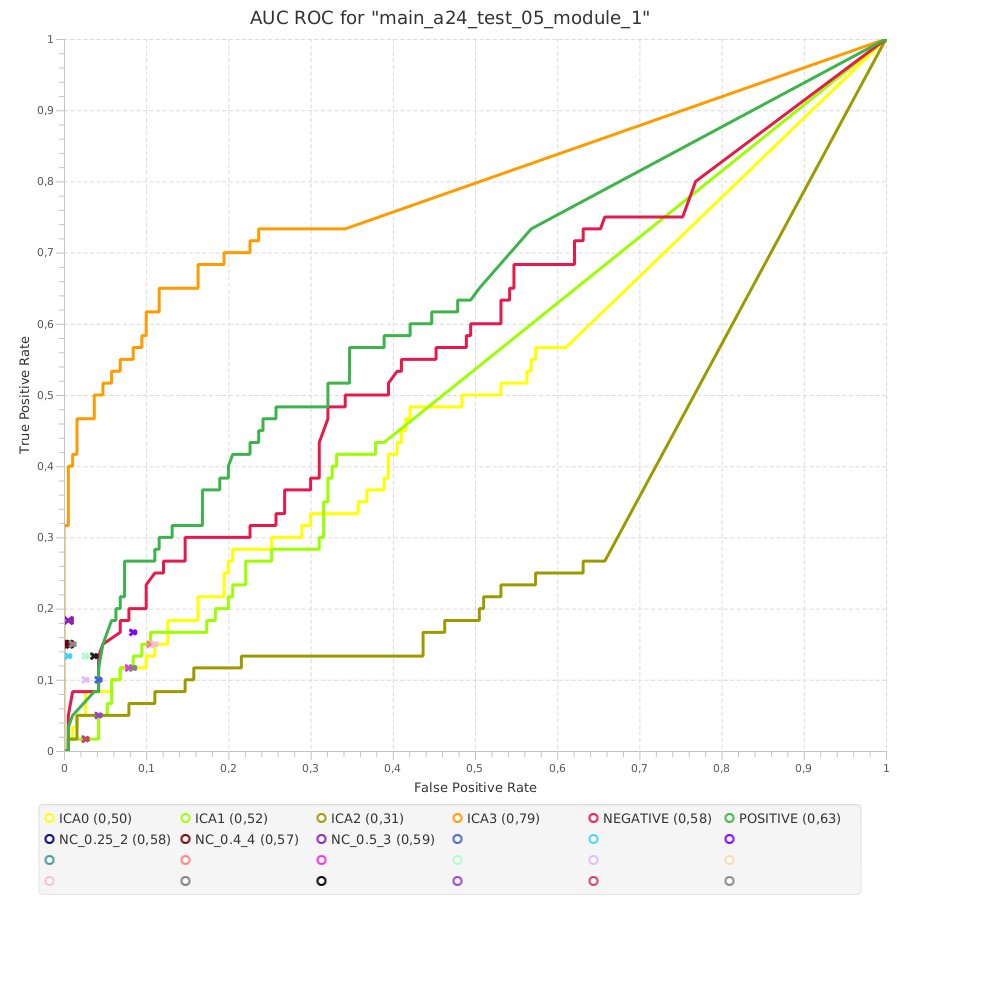 AUC ROC for "main_a24_test_05_module_1"
1
0,9
0,8
0,7
0,6
0,5
0,4
0,3
0,2
0,1
0
True Positive Rate
0 0,1 0,2 0,3 0,4 0,5 0,6 0,7 0,8 0,9 1
False Positive Rate
ICA0 (0,50) ICA1 (0,52) ICA2 (0,31) ICA3 (0,79) NEGATIVE (0,58) POSITIVE (0,63)
NC_0.25_2 (0,58) NC_0.4_4 (0,57) NC_0.5_3 (0,59)